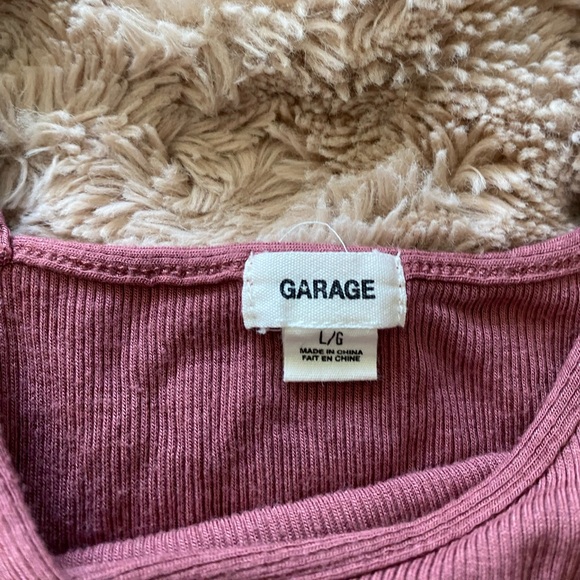 GARAGE
L/G
MADE IN CHINA
FAIT EN CHINE